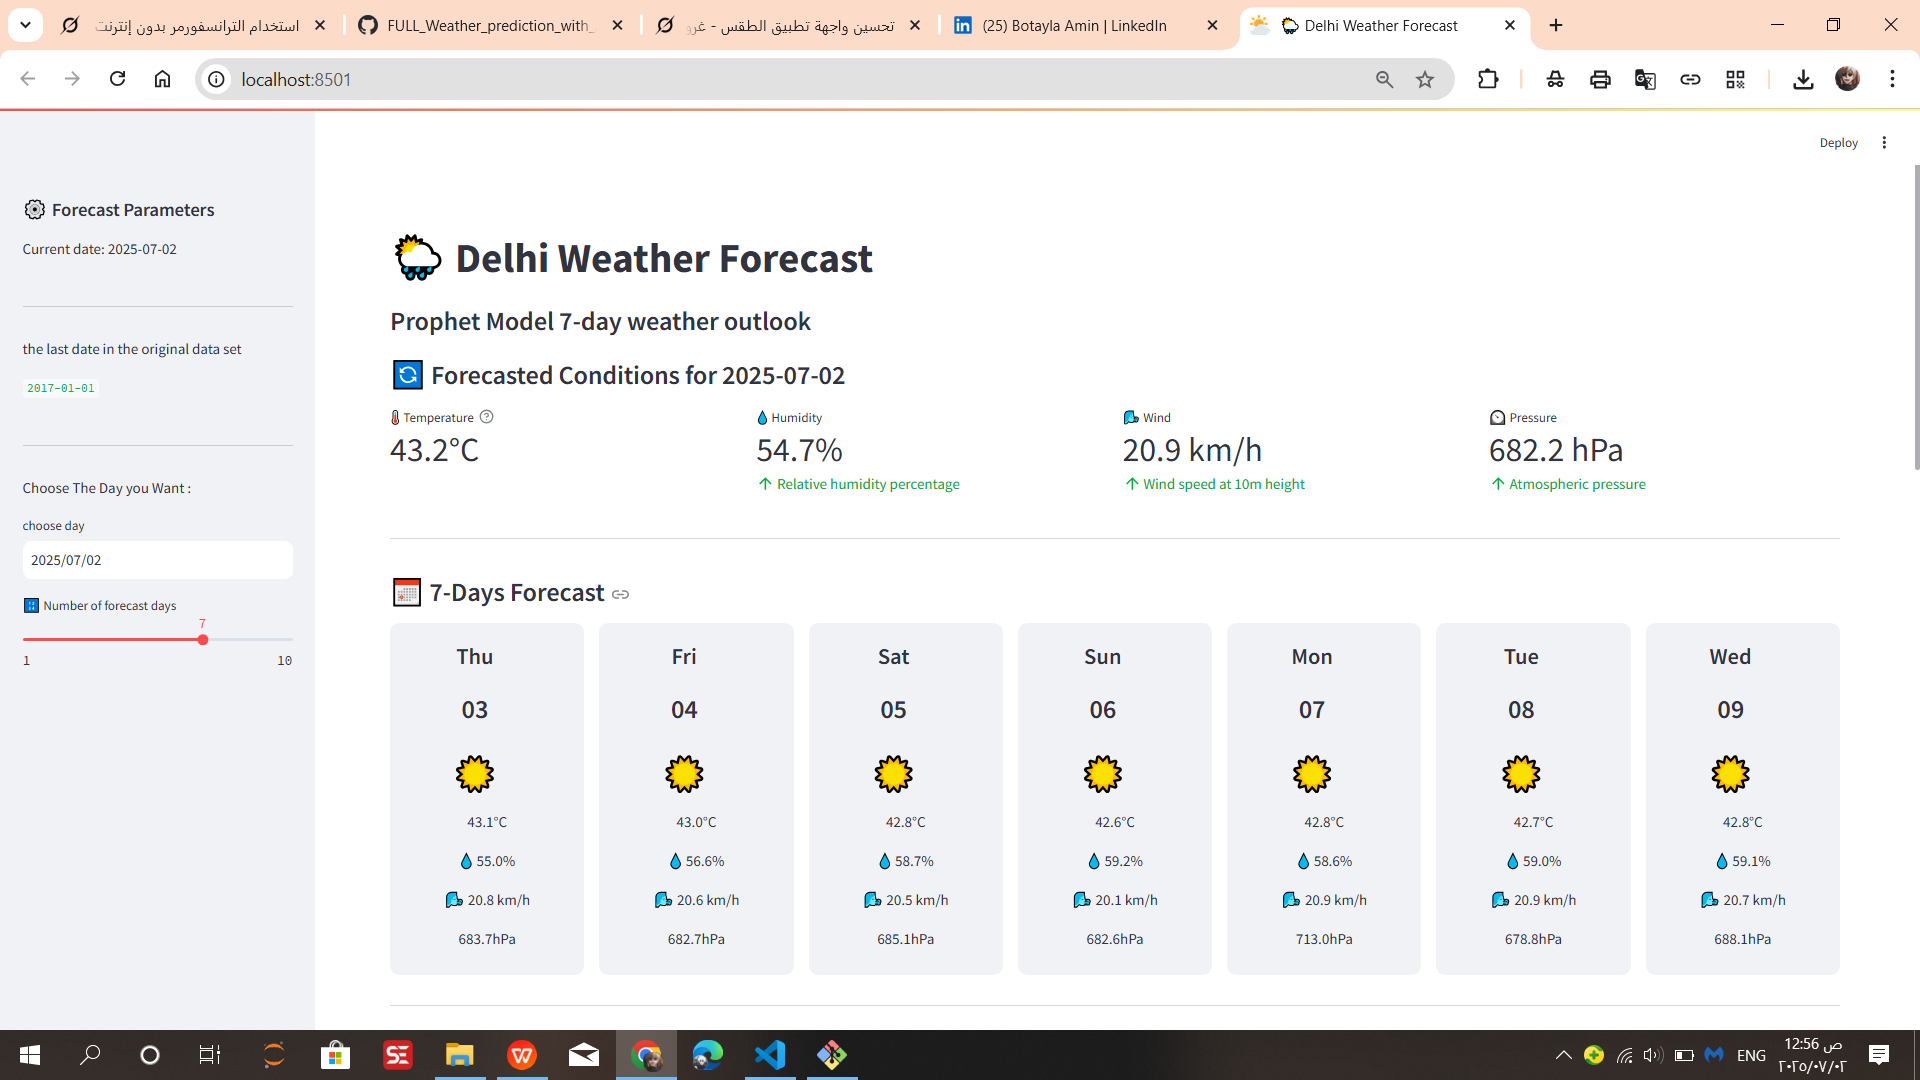 استخدام الترانسفورمر بدون إنترنت
FULL_Weather_prediction_with_
تحسين واجهة تطبيق الطقس - غرو
(25) Botayla Amin | LinkedIn
Delhi Weather Forecast
localhost:8501
Deploy
Forecast Parameters
Current date: 2025-07-02
the last date in the original data set
2017-01-01
Choose The Day you Want :
choose day
2025/07/02
Number of forecast days
7
1 10
Delhi Weather Forecast
Prophet Model 7-day weather outlook
Forecasted Conditions for 2025-07-02
Temperature Humidity Wind Pressure
43.2°C 54.7% 20.9 km/h 682.2 hPa
Relative humidity percentage Wind speed at 10m height Atmospheric pressure
7-Days Forecast
Thu Fri Sat Sun Mon Tue Wed
03 04 05 06 07 08 09
43.1°C 43.0°C 42.8°C 42.6°C 42.8°C 42.7°C 42.8°C
55.0% 56.6% 58.7% 59.2% 58.6% 59.0% 59.1%
20.8 km/h 20.6 km/h 20.5 km/h 20.1 km/h 20.9 km/h 20.9 km/h 20.7 km/h
683.7hPa 682.7hPa 685.1hPa 682.6hPa 713.0hPa 678.8hPa 688.1hPa
SE
ENG
12:56 ص
٢٠٢٥/٠٧/٠٢